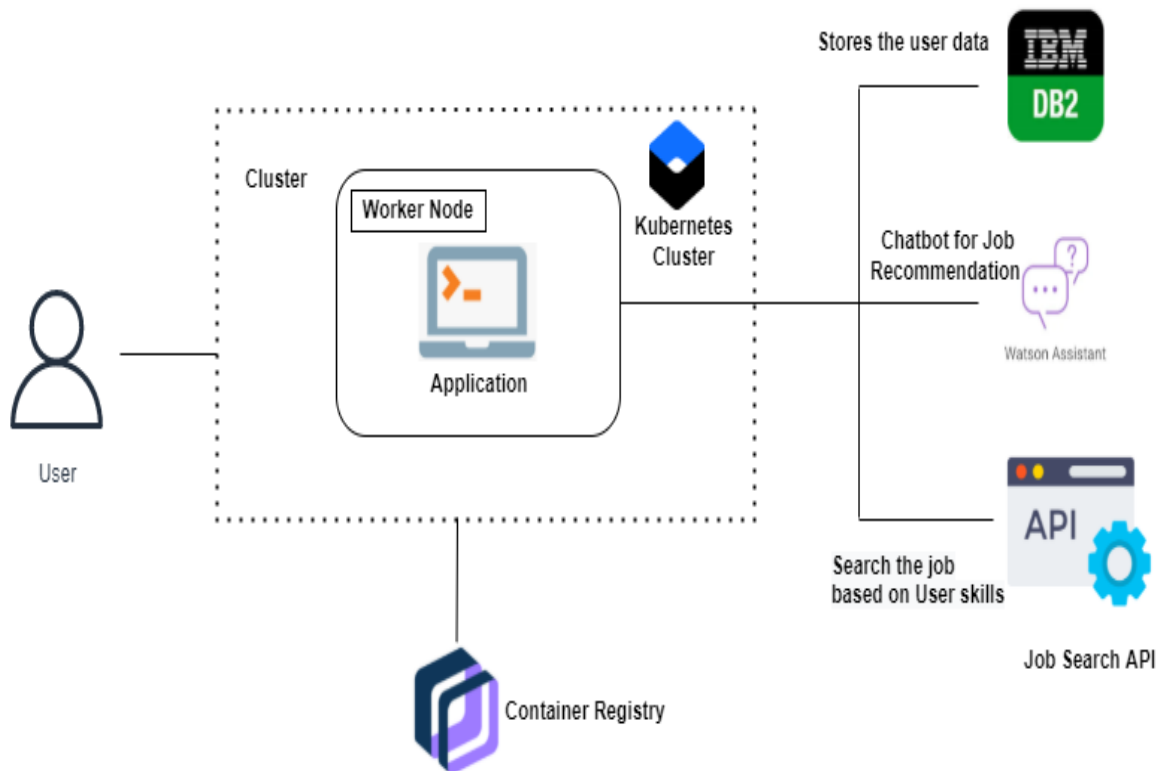 Stores the user data
IBM
DB2
Cluster
Worker Node
Kubernetes
Cluster
Chatbot for Job
Recommendation
?
Application
Watson Assistant
User
API
Search the job
based on User skills
Job Search API
Container Registry